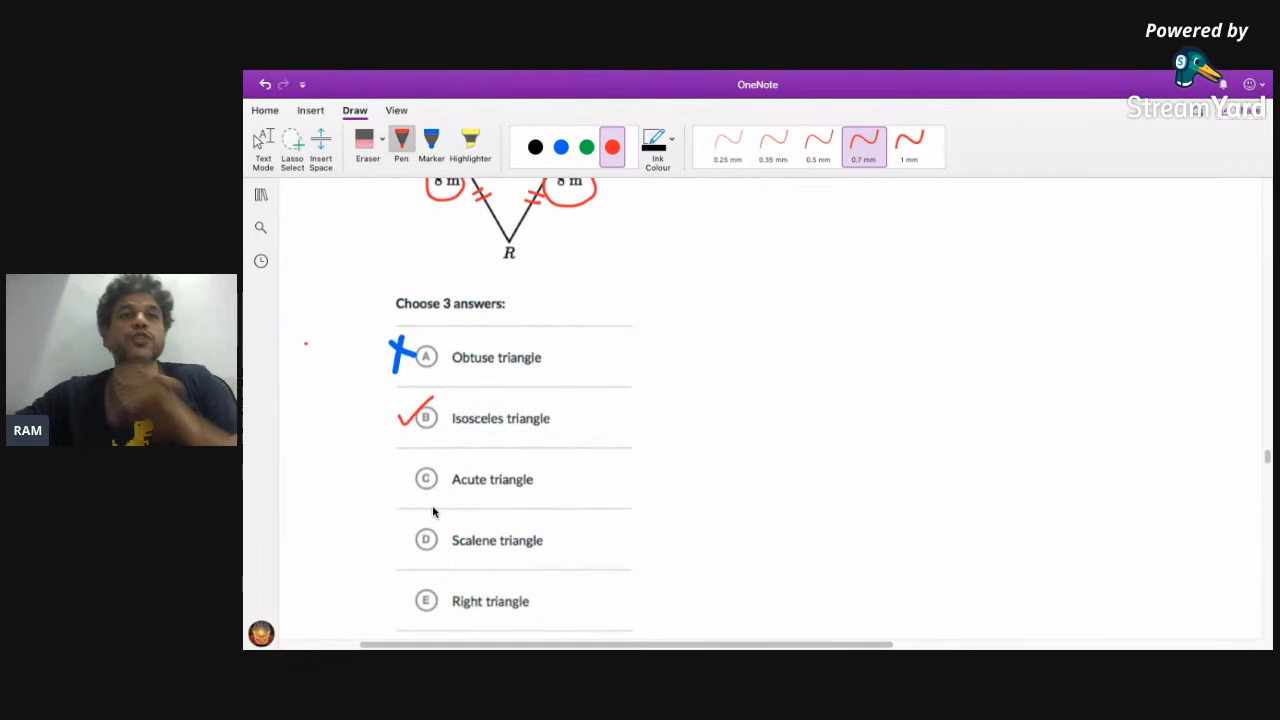 Powered by
StreamYard
OneNote
Home Insert Draw View
Text Mode
Lasso Select
Insert Space
Eraser
Pen
Marker
Highlighter
Ink Colour
0.25 mm
0.35 mm
0.5 mm
0.7 mm
1 mm
8 m 8 m
R
Choose 3 answers:
A Obtuse triangle
B Isosceles triangle
C Acute triangle
D Scalene triangle
E Right triangle
RAM